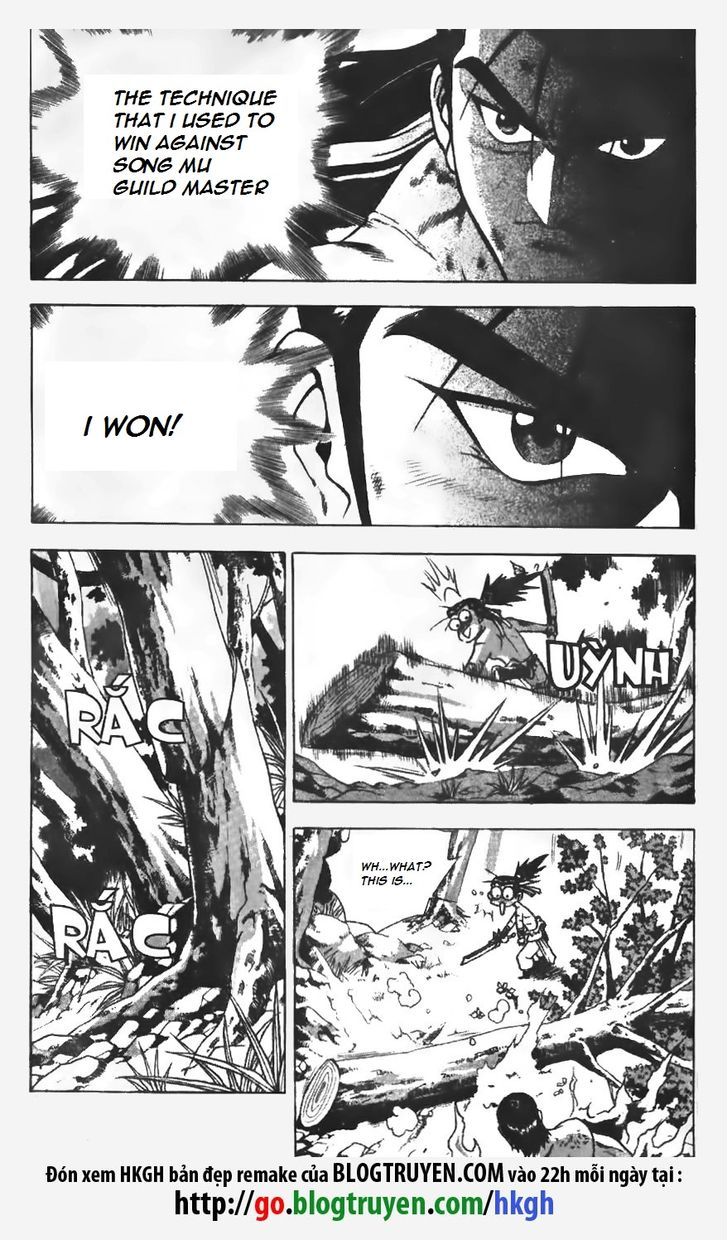 THE TECHNIQUE
THAT I USED TO
WIN AGAINST
SONG MU
GUILD MASTER
I WON!
RẮC
RẮC
UỲNH
WH...WHAT?
THIS IS...
Đón xem HKGH bản đẹp remake của BLOGTRUYEN.COM vào 22h mỗi ngày tại :
http://go.blogtruyen.com/hkgh